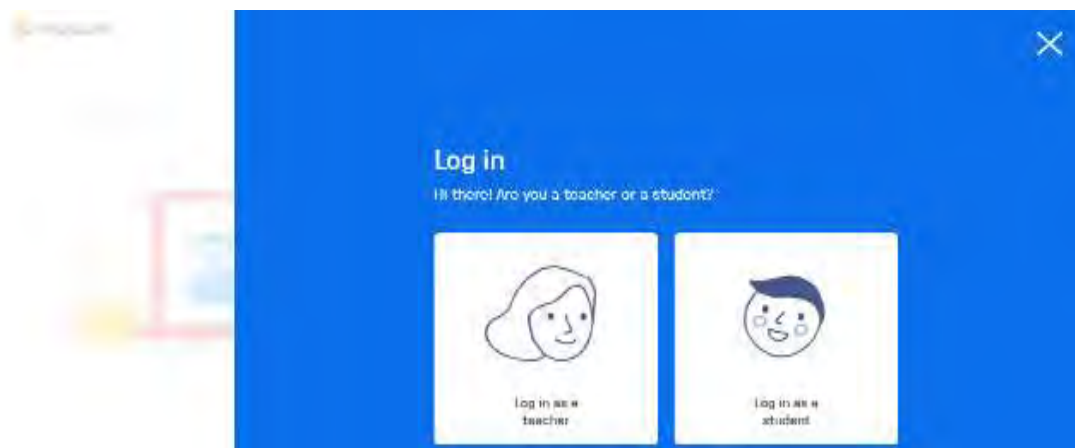 Log in
Hi there! Are you a teacher or a student?
Log in as a
teacher
Log in as a
student